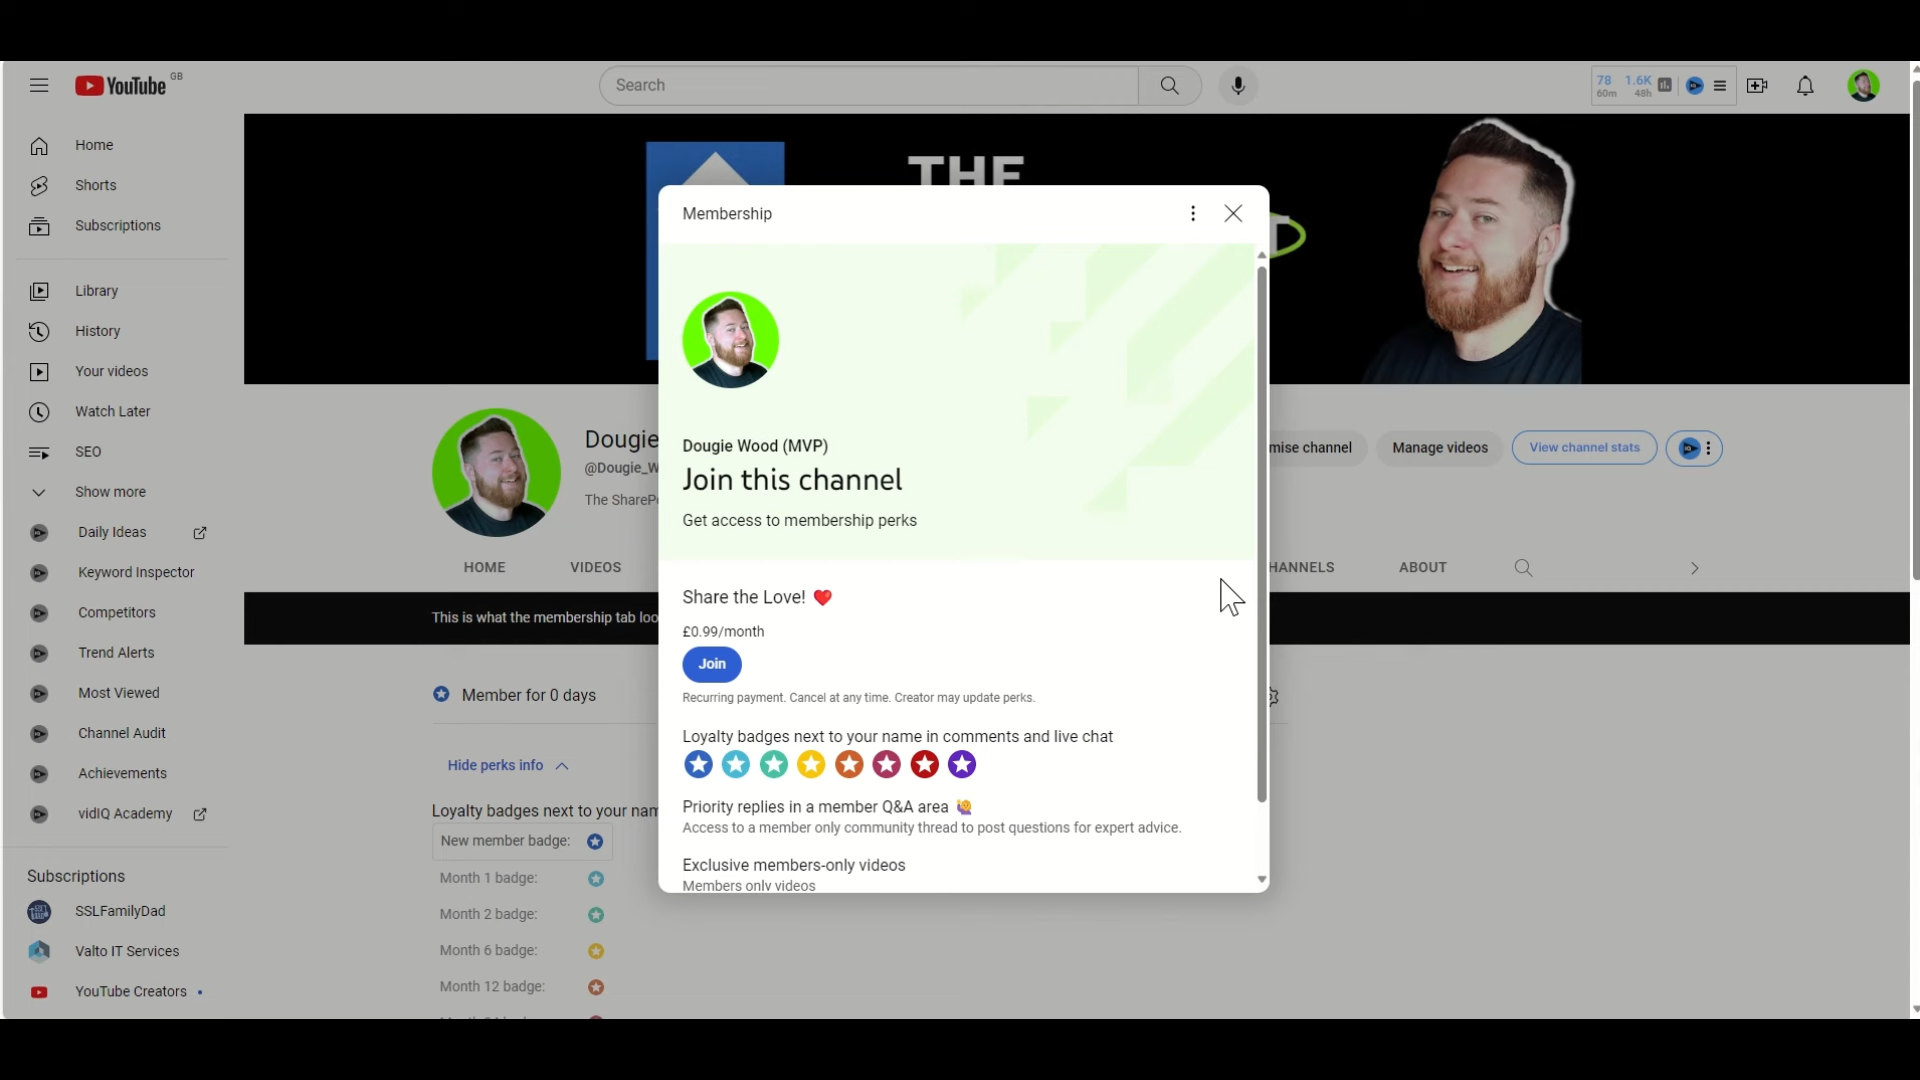 YouTube GB
Search
78 1.6K
60m 48h
Home
Shorts
Subscriptions
Library
History
Your videos
Watch Later
SEO
Show more
Daily Ideas
Keyword Inspector
Competitors
Trend Alerts
Most Viewed
Channel Audit
Achievements
vidIQ Academy
Subscriptions
SSLFamilyDad
Valto IT Services
YouTube Creators
THE
T
Dougie
@Dougie_W
The SharePo
mise channel
Manage videos
View channel stats
HOME
VIDEOS
HANNELS
ABOUT
This is what the membership tab loo
Member for 0 days
Hide perks info
Loyalty badges next to your nam
New member badge:
Month 1 badge:
Month 2 badge:
Month 6 badge:
Month 12 badge:
Membership
Dougie Wood (MVP)
Join this channel
Get access to membership perks
Share the Love! ❤️
£0.99/month
Join
Recurring payment. Cancel at any time. Creator may update perks.
Loyalty badges next to your name in comments and live chat
Priority replies in a member Q&A area 🙋
Access to a member only community thread to post questions for expert advice.
Exclusive members-only videos
Members only videos